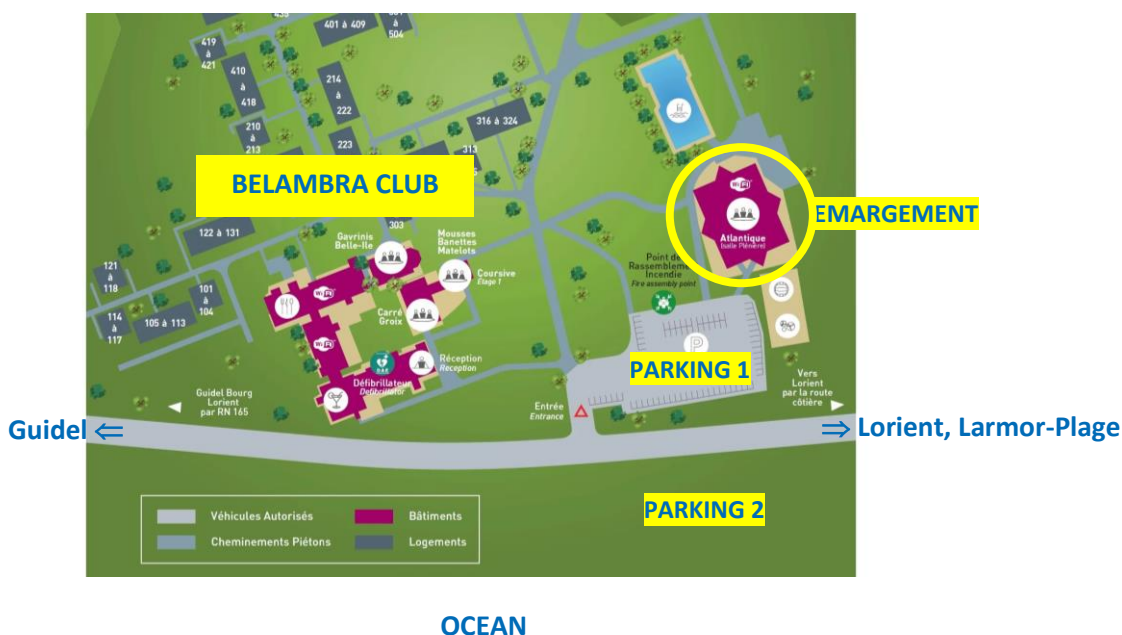 401 à 409
à
504
419
à
421
410
à
418
214
à
222
210
à
213
223
316 à 324
313
BELAMBRA CLUB
WiFi
EMARGEMENT
Atlantique
(salle Plénière)
122 à 131
303
Gavrinis
Belle-Ile
Mousses
Banettes
Matelots
Coursive
Etage 1
Point de
Rassemblement
Incendie
Fire assembly point
121
à
118
101
à
104
WiFi
114
à
117
105 à 113
Carré
Groix
WiFi
P
PARKING 1
DAE
Réception
Reception
Défibrillateur
Defibrillator
Vers
Lorient
par la route
côtière
Guidel Bourg
Lorient
par RN 165
Entrée
Entrance
Guidel ⇐
⇒ Lorient, Larmor-Plage
PARKING 2
Véhicules Autorisés
Bâtiments
Cheminements Piétons
Logements
OCEAN